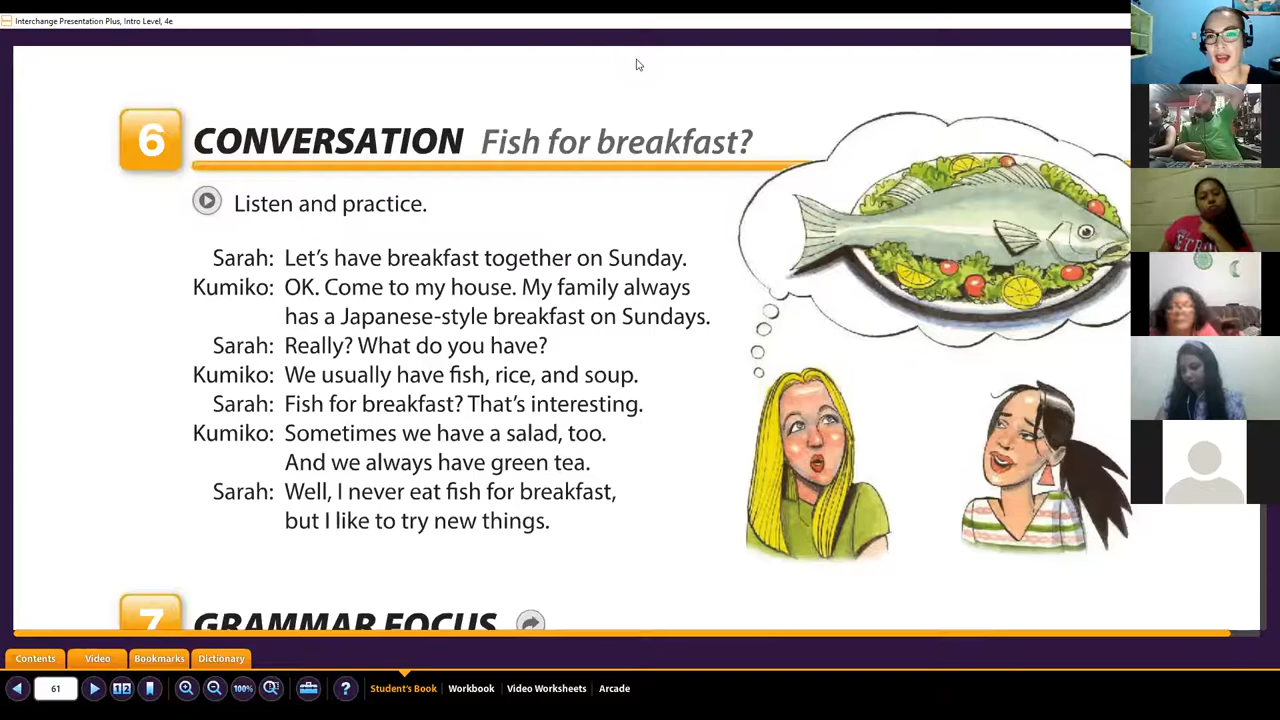 Interchange Presentation Plus, Intro Level, 4e
6 CONVERSATION Fish for breakfast?
Listen and practice.
Sarah: Let's have breakfast together on Sunday.
Kumiko: OK. Come to my house. My family always
has a Japanese-style breakfast on Sundays.
Sarah: Really? What do you have?
Kumiko: We usually have fish, rice, and soup.
Sarah: Fish for breakfast? That's interesting.
Kumiko: Sometimes we have a salad, too.
And we always have green tea.
Sarah: Well, I never eat fish for breakfast,
but I like to try new things.
7 GRAMMAR FOCUS
Contents Video Bookmarks Dictionary
61 12 100% ? Student's Book Workbook Video Worksheets Arcade